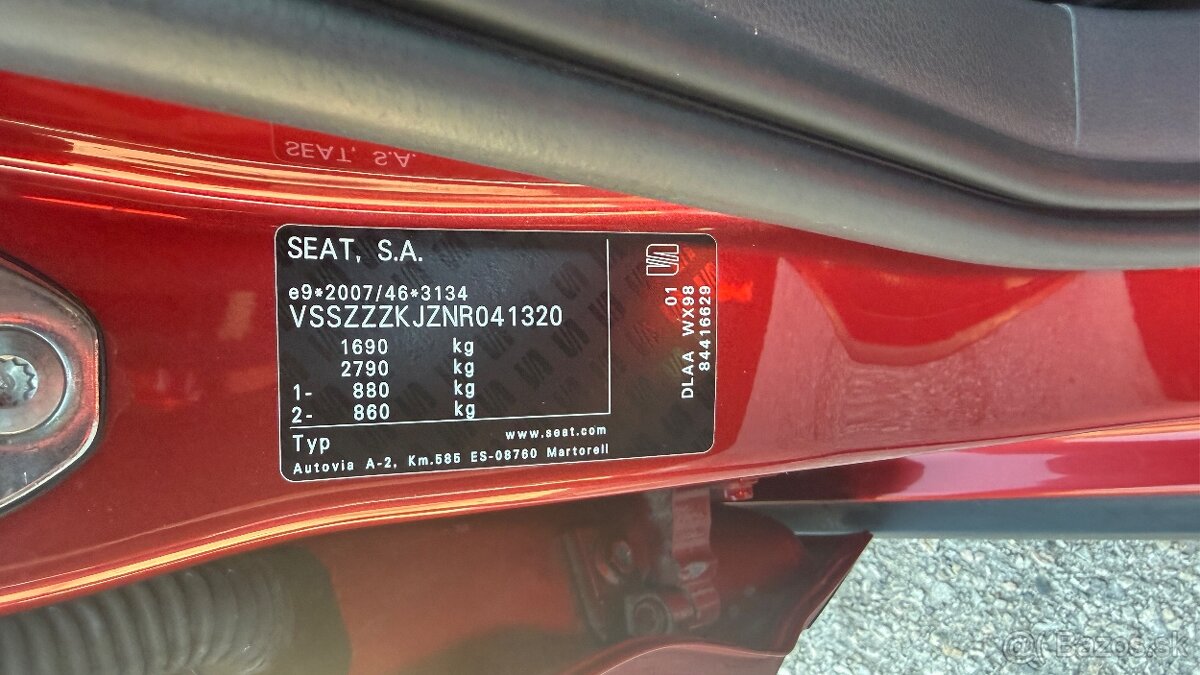 SEAT, S.A.
SEAT, S.A.
e9*2007/46*3134
VSSZZZKJZNR041320
1690 kg
2790 kg
1- 880 kg
2- 860 kg
Typ
www.seat.com
Autovia A-2, Km.585 ES-08760 Martorell
01
DLAA WX98
84416629
© Bazos.sk